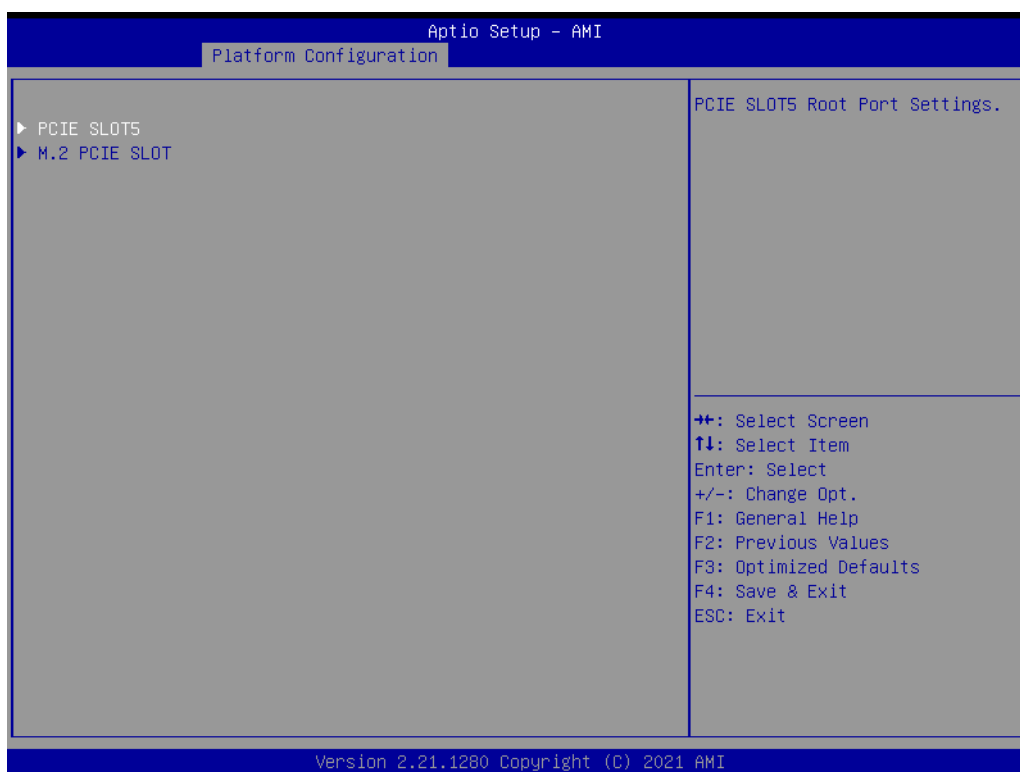 Aptio Setup - AMI
Platform Configuration
▶ PCIE SLOT5
▶ M.2 PCIE SLOT
PCIE SLOT5 Root Port Settings.
→←: Select Screen
↑↓: Select Item
Enter: Select
+/-: Change Opt.
F1: General Help
F2: Previous Values
F3: Optimized Defaults
F4: Save & Exit
ESC: Exit
Version 2.21.1280 Copyright (C) 2021 AMI